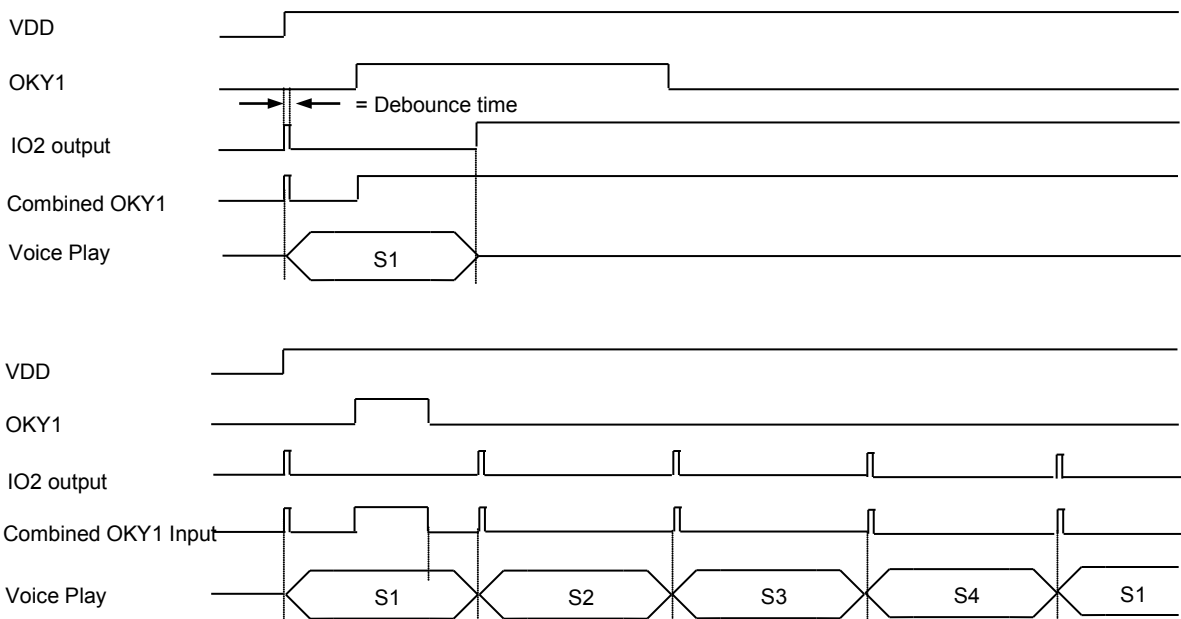 VDD
OKY1
= Debounce time
IO2 output
Combined OKY1
Voice Play
S1
VDD
OKY1
IO2 output
Combined OKY1 Input
Voice Play
S1
S2
S3
S4
S1